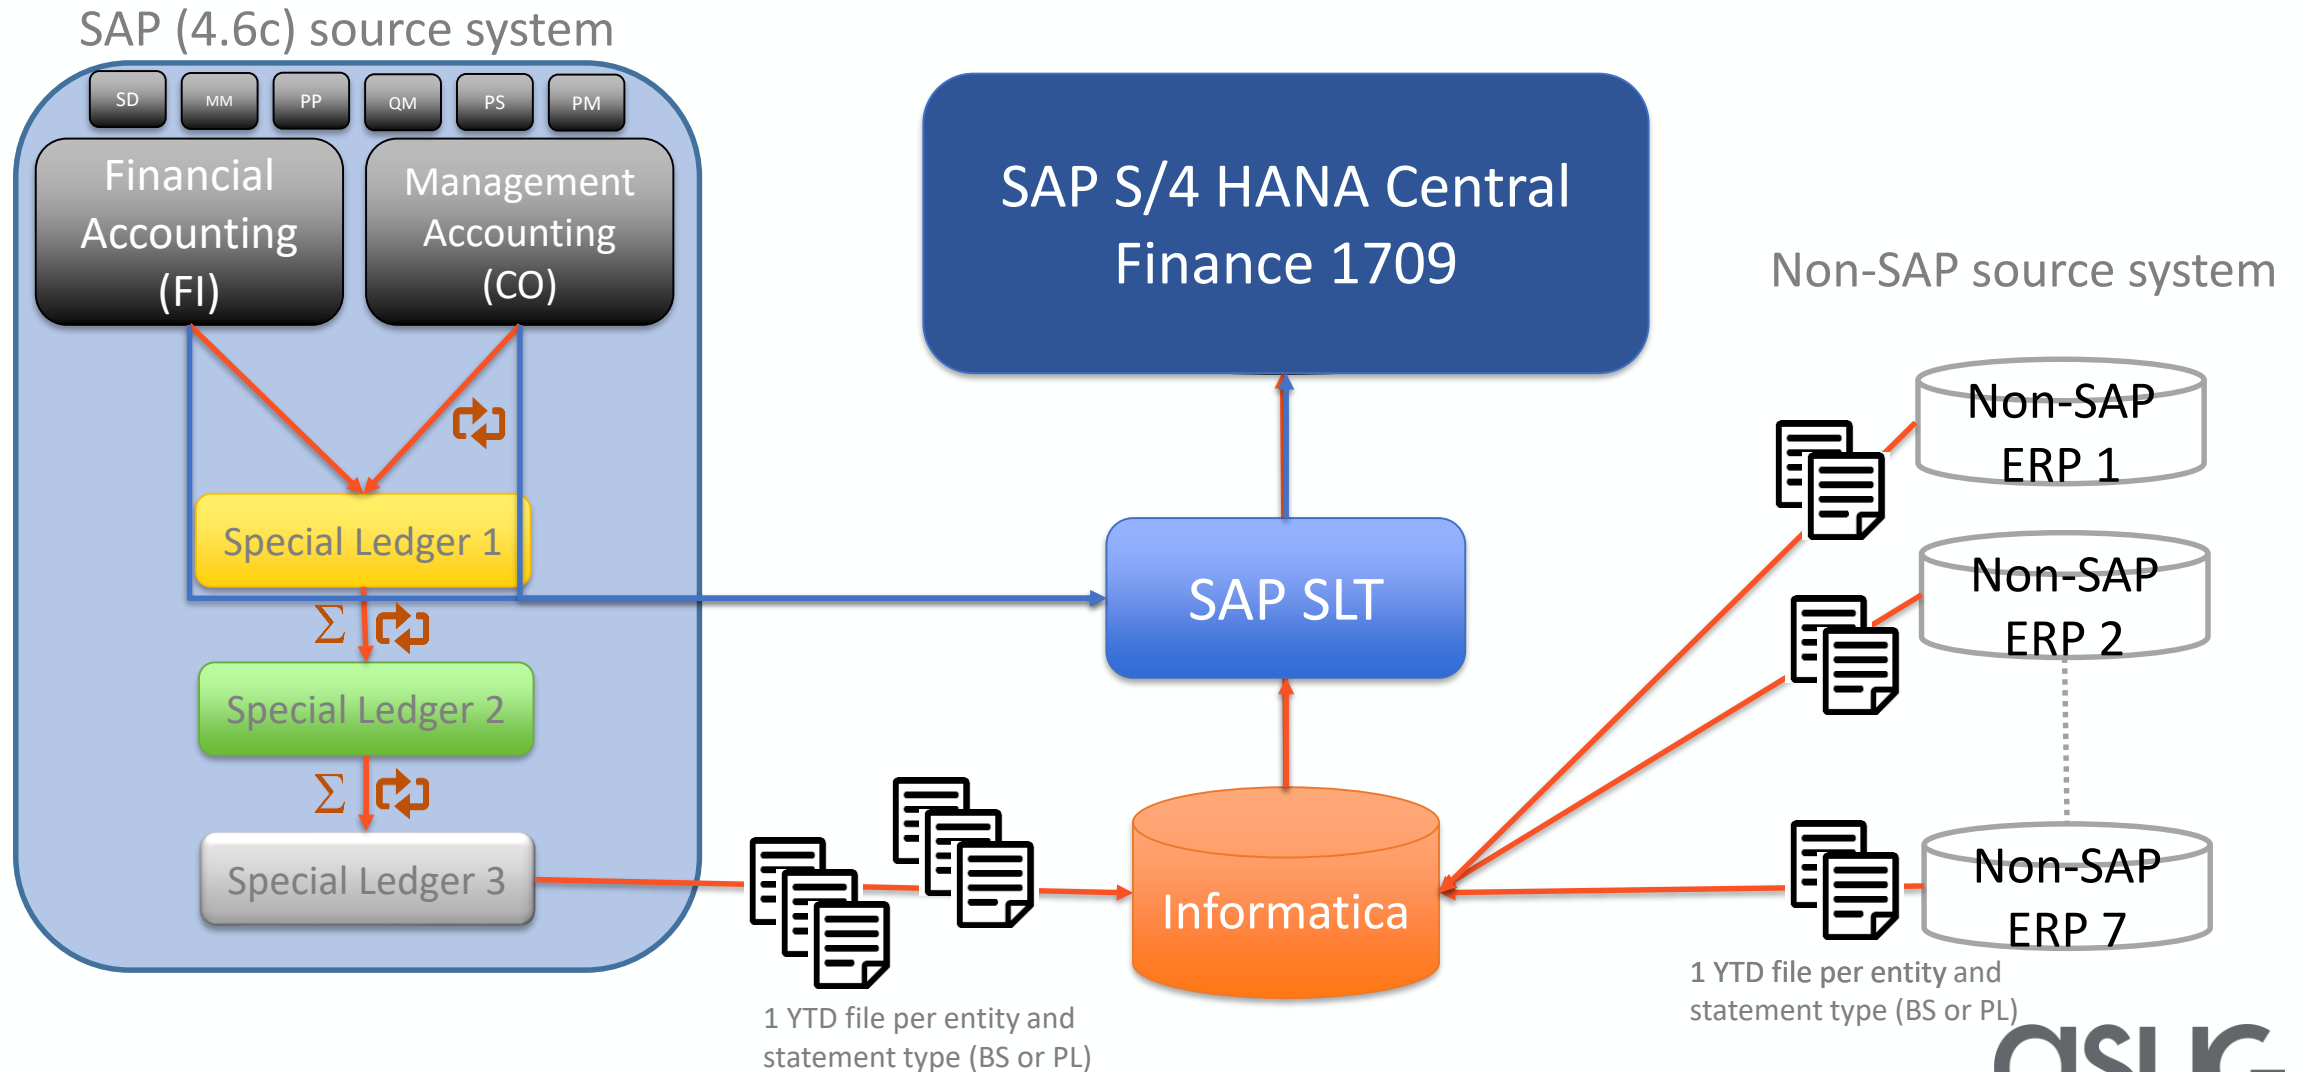 SAP (4.6c) source system
SD
MM
PP
QM
PS
PM
Financial
Accounting
(FI)
Management
Accounting
(CO)
SAP S/4 HANA Central
Finance 1709
Non-SAP source system
Non-SAP
ERP 1
Special Ledger 1
Non-SAP
ERP 2
SAP SLT
Σ
Special Ledger 2
Σ
Special Ledger 3
Informatica
Non-SAP
ERP 7
1 YTD file per entity and
statement type (BS or PL)
1 YTD file per entity and
statement type (BS or PL)
asug